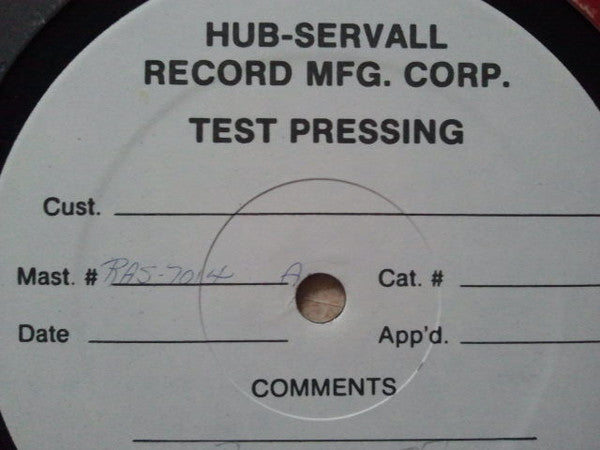 HUB-SERVALL
RECORD MFG. CORP.
TEST PRESSING
Cust.
Mast. # RAS-7014 A
Cat. #
Date
App'd.
COMMENTS